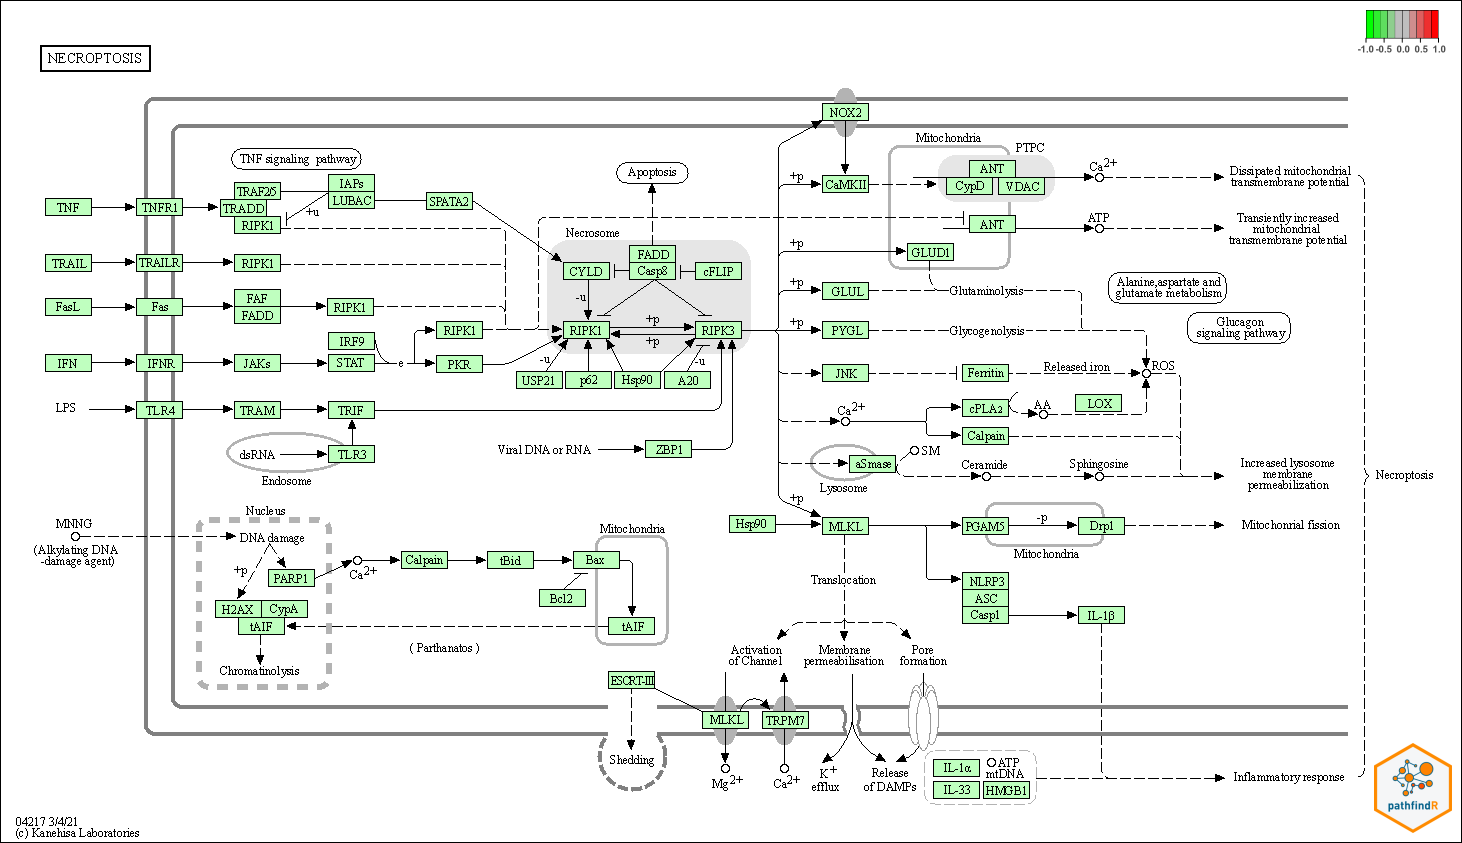 -1.0 -0.5 0.0 0.5 1.0
NECROPTOSIS
NOX2
Mitochondria
PTPC
TNF signaling pathway
Apoptosis
ANT
Ca2+
Dissipated mitochondrial
transmembrane potential
IAPs
TRAF2/5
LUBAC
SPATA2
+p
CaMKII
CypD
VDAC
TNF
TNFR1
TRADD
+u
RIPK1
ANT
ATP
Transiently increased
mitochondrial
transmembrane potential
Necrosome
+p
GLUD1
FADD
TRAIL
TRAILR
RIPK1
CYLD
Casp8
cFLIP
Alanine,aspartate and
glutamate metabolism
FasL
Fas
FAF
FADD
RIPK1
-u
+p
GLUL
Glutaminolysis
Glucagon
signaling pathway
RIPK1
RIPK1
+p
+p
RIPK3
+p
PYGL
Glycogenolysis
IRF9
IFN
IFNR
JAKs
STAT
e
PKR
-u
-u
USP21
p62
Hsp90
A20
JNK
Ferritin
Released iron
ROS
LPS
TLR4
TRAM
TRIF
Ca2+
cPLA2
AA
LOX
Calpain
dsRNA
TLR3
Endosome
Viral DNA or RNA
ZBP1
aSmase
SM
Lysosome
Ceramide
Sphingosine
Increased lysosome
membrane
permeabilization
Necroptosis
+p
Nucleus
MNNG
(Alkylating DNA
-damage agent)
DNA damage
Mitochondria
Hsp90
MLKL
PGAM5
-p
Drp1
Mitochonrial fission
Mitochondria
+p
PARP1
Ca2+
Calpain
tBid
Bax
Bcl2
Translocation
NLRP3
ASC
Casp1
IL-1β
H2AX
CypA
tAIF
tAIF
( Parthanatos )
Chromatinolysis
Activation
of Channel
Membrane
permeabilisation
Pore
formation
ESCRT-III
MLKL
TRPM7
Shedding
Mg2+
Ca2+
K+
efflux
Release
of DAMPs
IL-1α
ATP
mtDNA
IL-33
HMGB1
Inflammatory response
pathfindR
04217 3/4/21
(c) Kanehisa Laboratories